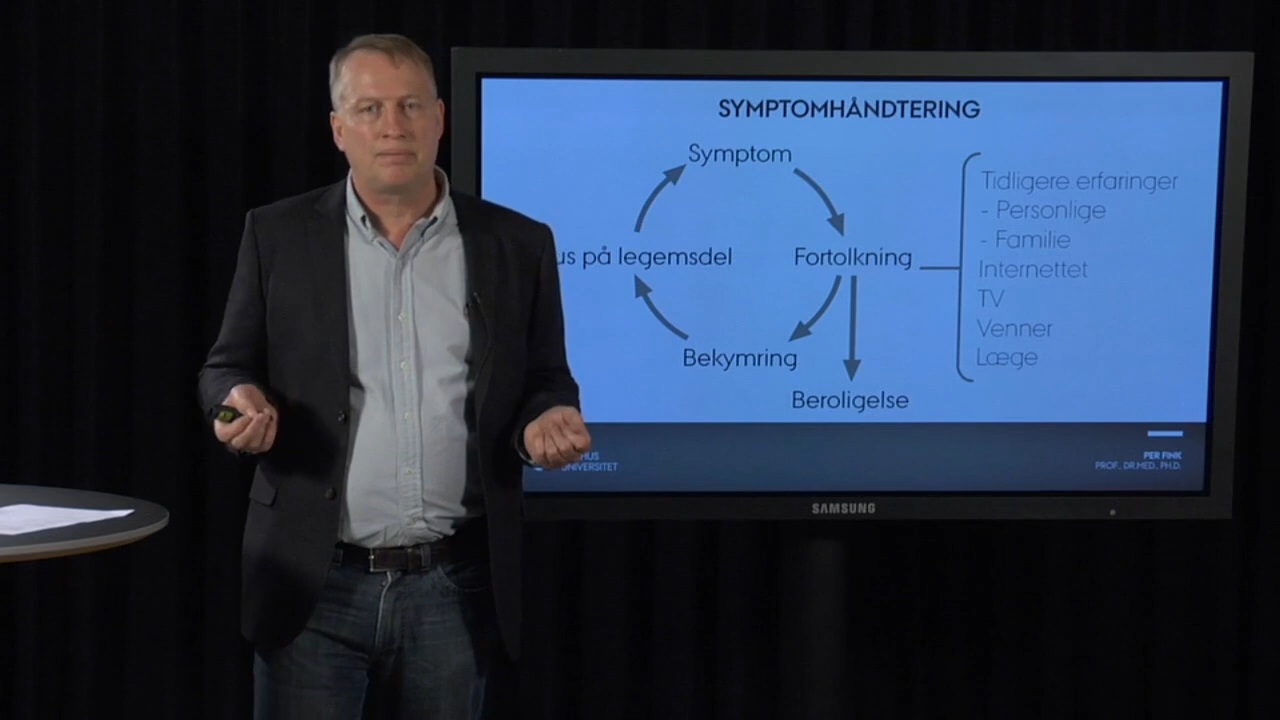 SYMPTOMHÅNDTERING
Symptom
us på legemsdel
Fortolkning
Bekymring
Beroligelse
Tidligere erfaringer
- Personlige
- Familie
Internettet
TV
Venner
Læge
HUS
UNIVERSITET
PER FINK
PROF., DR.MED., PH.D.
SAMSUNG